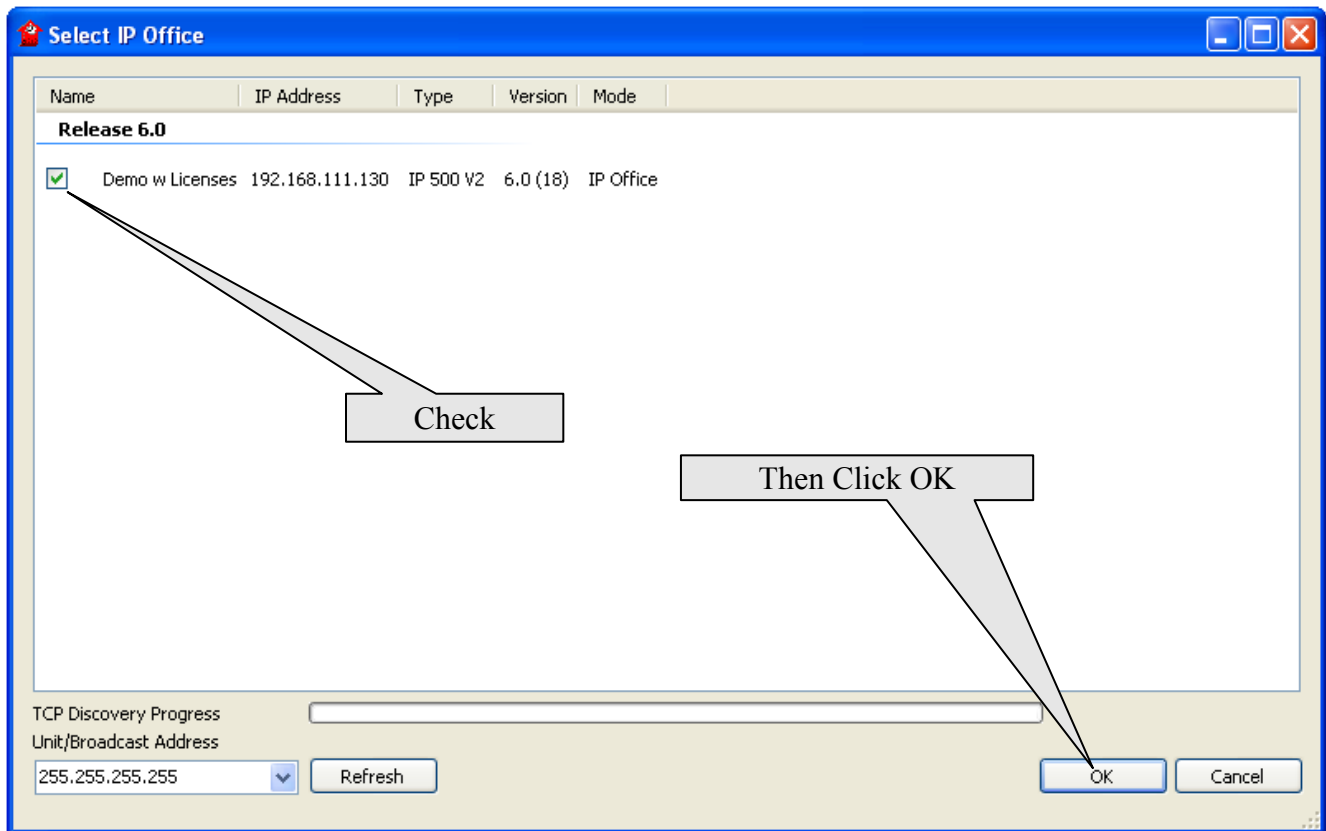 Select IP Office
Name IP Address Type Version Mode
Release 6.0
Demo w Licenses 192.168.111.130 IP 500 V2 6.0 (18) IP Office
Check
Then Click OK
TCP Discovery Progress
Unit/Broadcast Address
255.255.255.255 Refresh OK Cancel